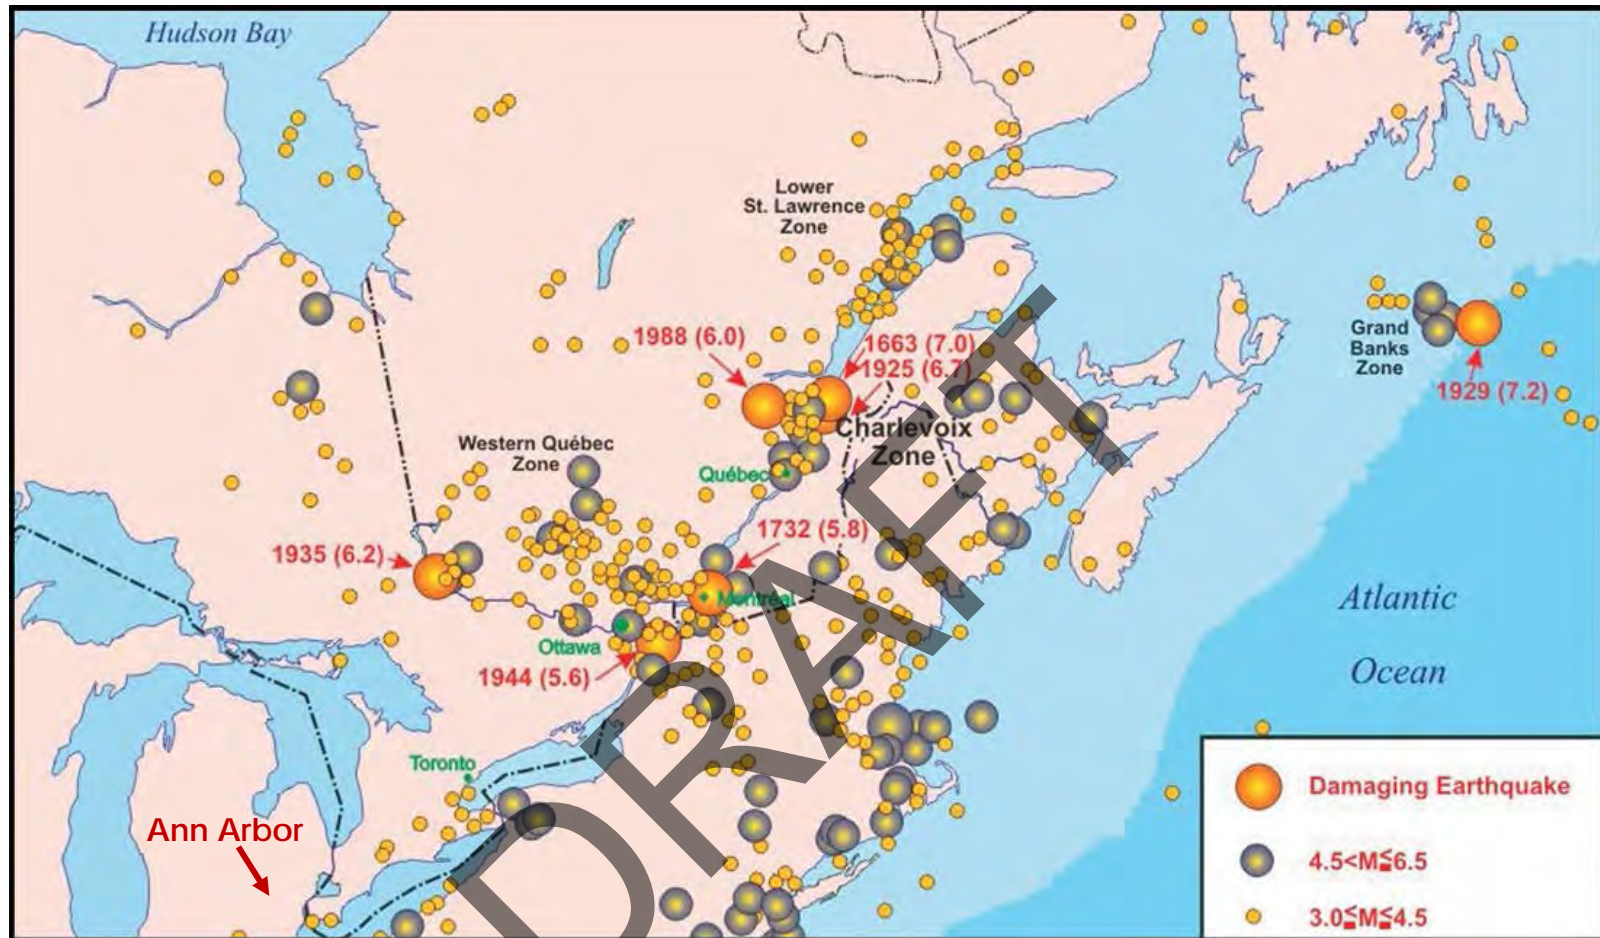 Hudson Bay
Lower
St. Lawrence
Zone
1988 (6.0)
1663 (7.0)
1925 (6.7)
Grand
Banks
Zone
1929 (7.2)
Charlevoix
Zone
Western Québec
Zone
Québec
1732 (5.8)
1935 (6.2)
Montréal
Ottawa
1944 (5.6)
Atlantic
Ocean
Toronto
Ann Arbor
DRAFT
Damaging Earthquake
4.5<M≦6.5
3.0≦M≦4.5